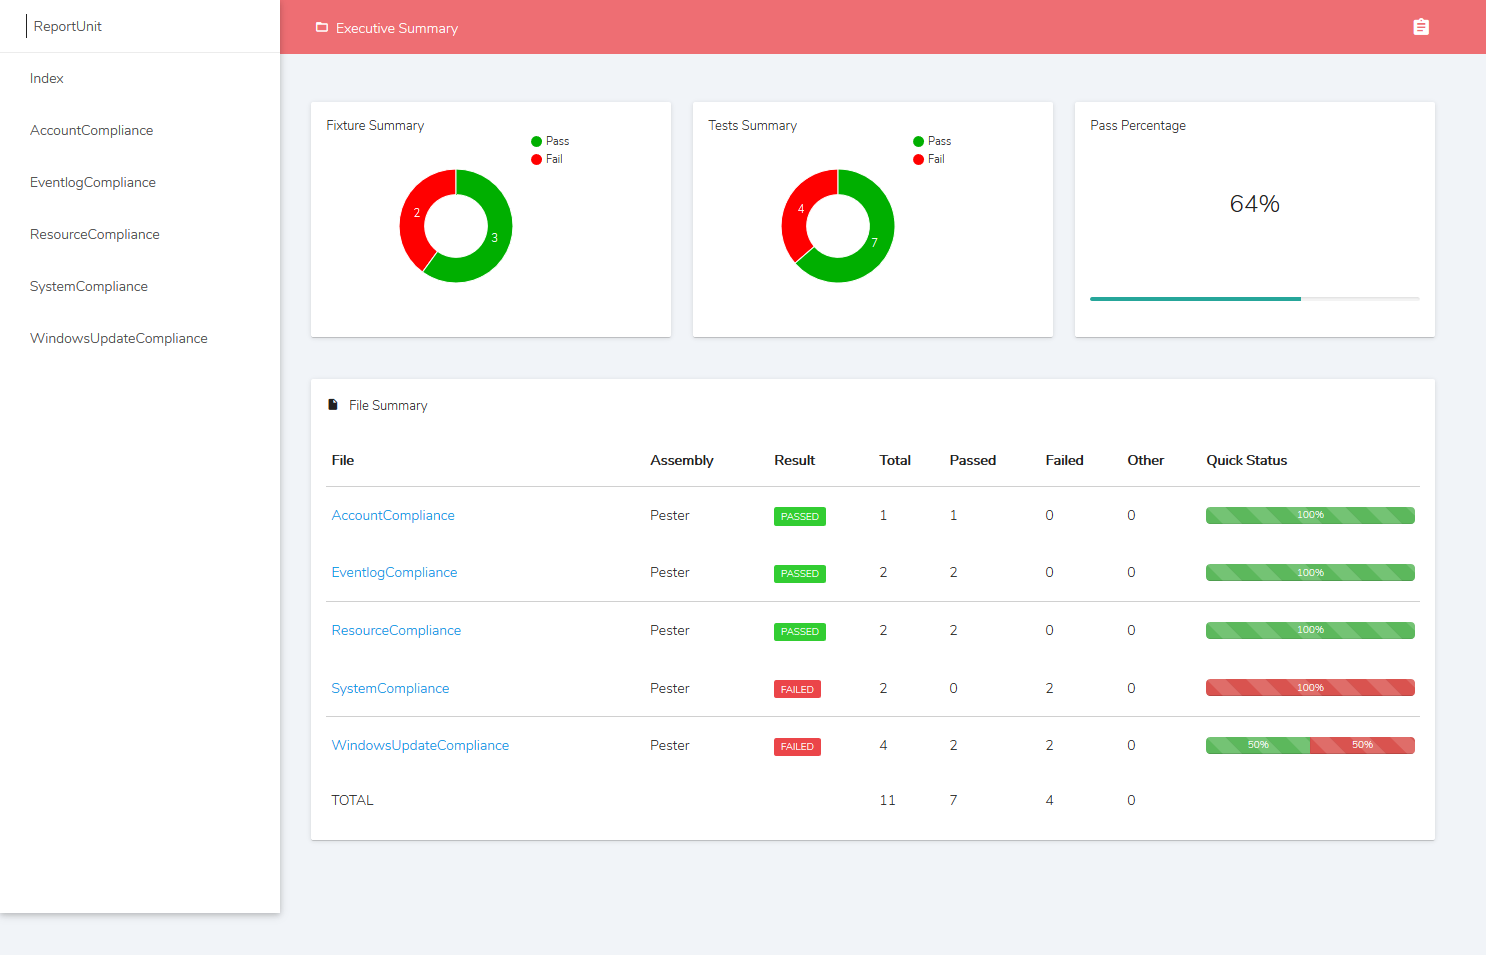 ReportUnit
Index
AccountCompliance
EventlogCompliance
ResourceCompliance
SystemCompliance
WindowsUpdateCompliance
Executive Summary
Fixture Summary
Pass
Fail
2
3
Tests Summary
Pass
Fail
4
7
Pass Percentage
64%
File Summary
File Assembly Result Total Passed Failed Other Quick Status
AccountCompliance Pester PASSED 1 1 0 0 100%
EventlogCompliance Pester PASSED 2 2 0 0 100%
ResourceCompliance Pester PASSED 2 2 0 0 100%
SystemCompliance Pester FAILED 2 0 2 0 100%
WindowsUpdateCompliance Pester FAILED 4 2 2 0 50% 50%
TOTAL 11 7 4 0